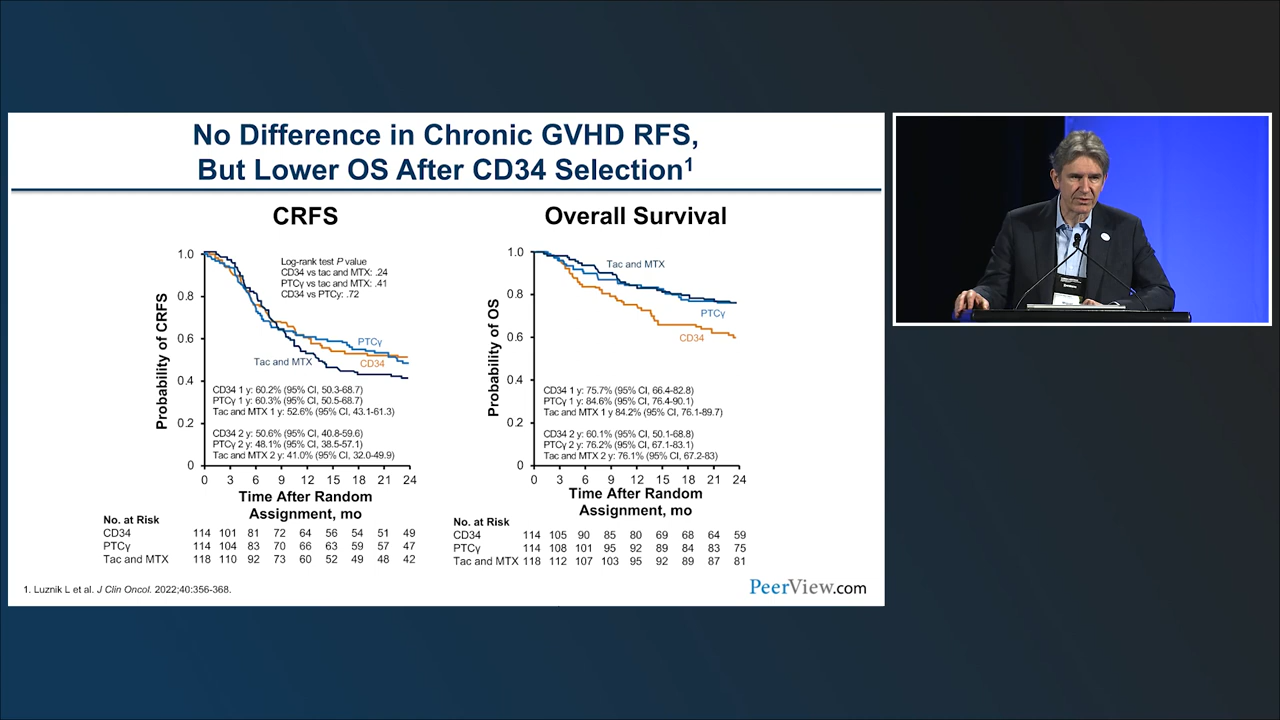 No Difference in Chronic GVHD RFS,
But Lower OS After CD34 Selection1
CRFS
Probability of CRFS
1.0
0.8
0.6
0.4
0.2
0
Log-rank test P value
CD34 vs tac and MTX: .24
PTCγ vs tac and MTX: .41
CD34 vs PTCγ: .72
PTCγ
CD34
Tac and MTX
CD34 1 y: 60.2% (95% CI, 50.3-68.7)
PTCγ 1 y: 60.3% (95% CI, 50.5-68.7)
Tac and MTX 1 y: 52.6% (95% CI, 43.1-61.3)
CD34 2 y: 50.6% (95% CI, 40.8-59.6)
PTCγ 2 y: 48.1% (95% CI, 38.5-57.1)
Tac and MTX 2 y: 41.0% (95% CI, 32.0-49.9)
0 3 6 9 12 15 18 21 24
Time After Random
Assignment, mo
No. at Risk
CD34 114 101 81 72 64 56 54 51 49
PTCγ 114 104 83 70 66 63 59 57 47
Tac and MTX 118 110 92 73 60 52 49 48 42
Overall Survival
Probability of OS
1.0
0.8
0.6
0.4
0.2
0
Tac and MTX
PTCγ
CD34
CD34 1 y: 75.7% (95% CI, 66.4-82.8)
PTCγ 1 y: 84.6% (95% CI, 76.4-90.1)
Tac and MTX 1 y 84.2% (95% CI, 76.1-89.7)
CD34 2 y: 60.1% (95% CI, 50.1-68.8)
PTCγ 2 y: 76.2% (95% CI, 67.1-83.1)
Tac and MTX 2 y: 76.1% (95% CI, 67.2-83)
0 3 6 9 12 15 18 21 24
Time After Random
Assignment, mo
No. at Risk
CD34 114 105 90 85 80 69 68 64 59
PTCγ 114 108 101 95 92 89 84 83 75
Tac and MTX 118 112 107 103 95 92 89 87 81
1. Luznik L et al. J Clin Oncol. 2022;40:356-368.
PeerView.com